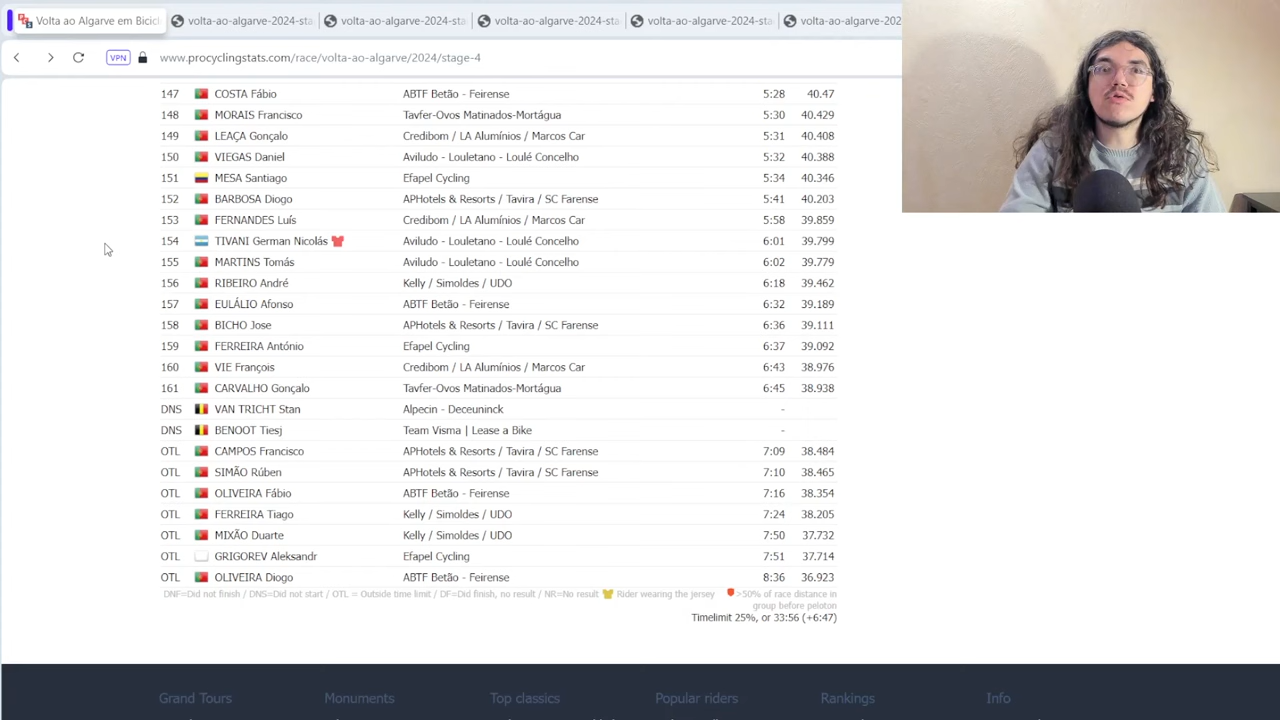 Volta ao Algarve em Bicicl
volta-ao-algarve-2024-sta
volta-ao-algarve-2024-sta
volta-ao-algarve-2024-sta
volta-ao-algarve-2024-sta
volta-ao-algarve-2024
VPN www.procyclingstats.com/race/volta-ao-algarve/2024/stage-4
147 COSTA Fábio ABTF Betão - Feirense 5:28 40.47
148 MORAIS Francisco Tavfer-Ovos Matinados-Mortágua 5:30 40.429
149 LEAÇA Gonçalo Credibom / LA Alumínios / Marcos Car 5:31 40.408
150 VIEGAS Daniel Aviludo - Louletano - Loulé Concelho 5:32 40.388
151 MESA Santiago Efapel Cycling 5:34 40.346
152 BARBOSA Diogo APHotels & Resorts / Tavira / SC Farense 5:41 40.203
153 FERNANDES Luís Credibom / LA Alumínios / Marcos Car 5:58 39.859
154 TIVANI German Nicolás Aviludo - Louletano - Loulé Concelho 6:01 39.799
155 MARTINS Tomás Aviludo - Louletano - Loulé Concelho 6:02 39.779
156 RIBEIRO André Kelly / Simoldes / UDO 6:18 39.462
157 EULÁLIO Afonso ABTF Betão - Feirense 6:32 39.189
158 BICHO Jose APHotels & Resorts / Tavira / SC Farense 6:36 39.111
159 FERREIRA António Efapel Cycling 6:37 39.092
160 VIE François Credibom / LA Alumínios / Marcos Car 6:43 38.976
161 CARVALHO Gonçalo Tavfer-Ovos Matinados-Mortágua 6:45 38.938
DNS VAN TRICHT Stan Alpecin - Deceuninck -
DNS BENOOT Tiesj Team Visma | Lease a Bike -
OTL CAMPOS Francisco APHotels & Resorts / Tavira / SC Farense 7:09 38.484
OTL SIMÃO Rúben APHotels & Resorts / Tavira / SC Farense 7:10 38.465
OTL OLIVEIRA Fábio ABTF Betão - Feirense 7:16 38.354
OTL FERREIRA Tiago Kelly / Simoldes / UDO 7:24 38.205
OTL MIXÃO Duarte Kelly / Simoldes / UDO 7:50 37.732
OTL GRIGOREV Aleksandr Efapel Cycling 7:51 37.714
OTL OLIVEIRA Diogo ABTF Betão - Feirense 8:36 36.923
DNF=Did not finish / DNS=Did not start / OTL = Outside time limit / DF=Did finish, no result / NR=No result Rider wearing the jersey >50% of race distance in
group before peloton
Timelimit 25%, or 33:56 (+6:47)
Grand Tours Monuments Top classics Popular riders Rankings Info